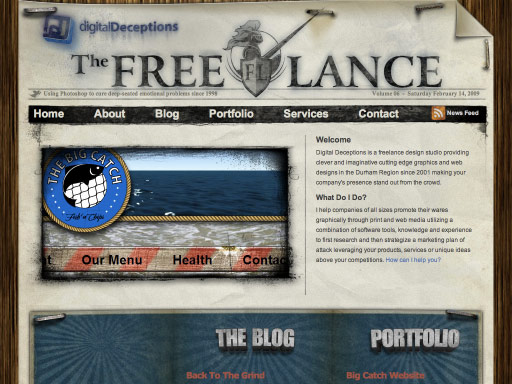 digitalDeceptions
The FREE FL LANCE
Using Photoshop to cure deep-seated emotional problems since 1998
Volume 06 - Saturday February 14, 2009
Home About Blog Portfolio Services Contact News Feed
THE BIG CATCH
Fish 'n' Chips
Our Menu Health Contac
Welcome
Digital Deceptions is a freelance design studio providing
clever and imaginative cutting edge graphics and web
designs in the Durham Region since 2001 making your
company's presence stand out from the crowd.
What Do I Do?
I help companies of all sizes promote their wares
graphically through print and web media utilizing a
combination of software tools, knowledge and experience
to first research and then strategize a marketing plan of
attack leveraging your products, services or unique ideas
above your competitions. How can I help you?
THE BLOG
PORTFOLIO
Back To The Grind
Big Catch Website